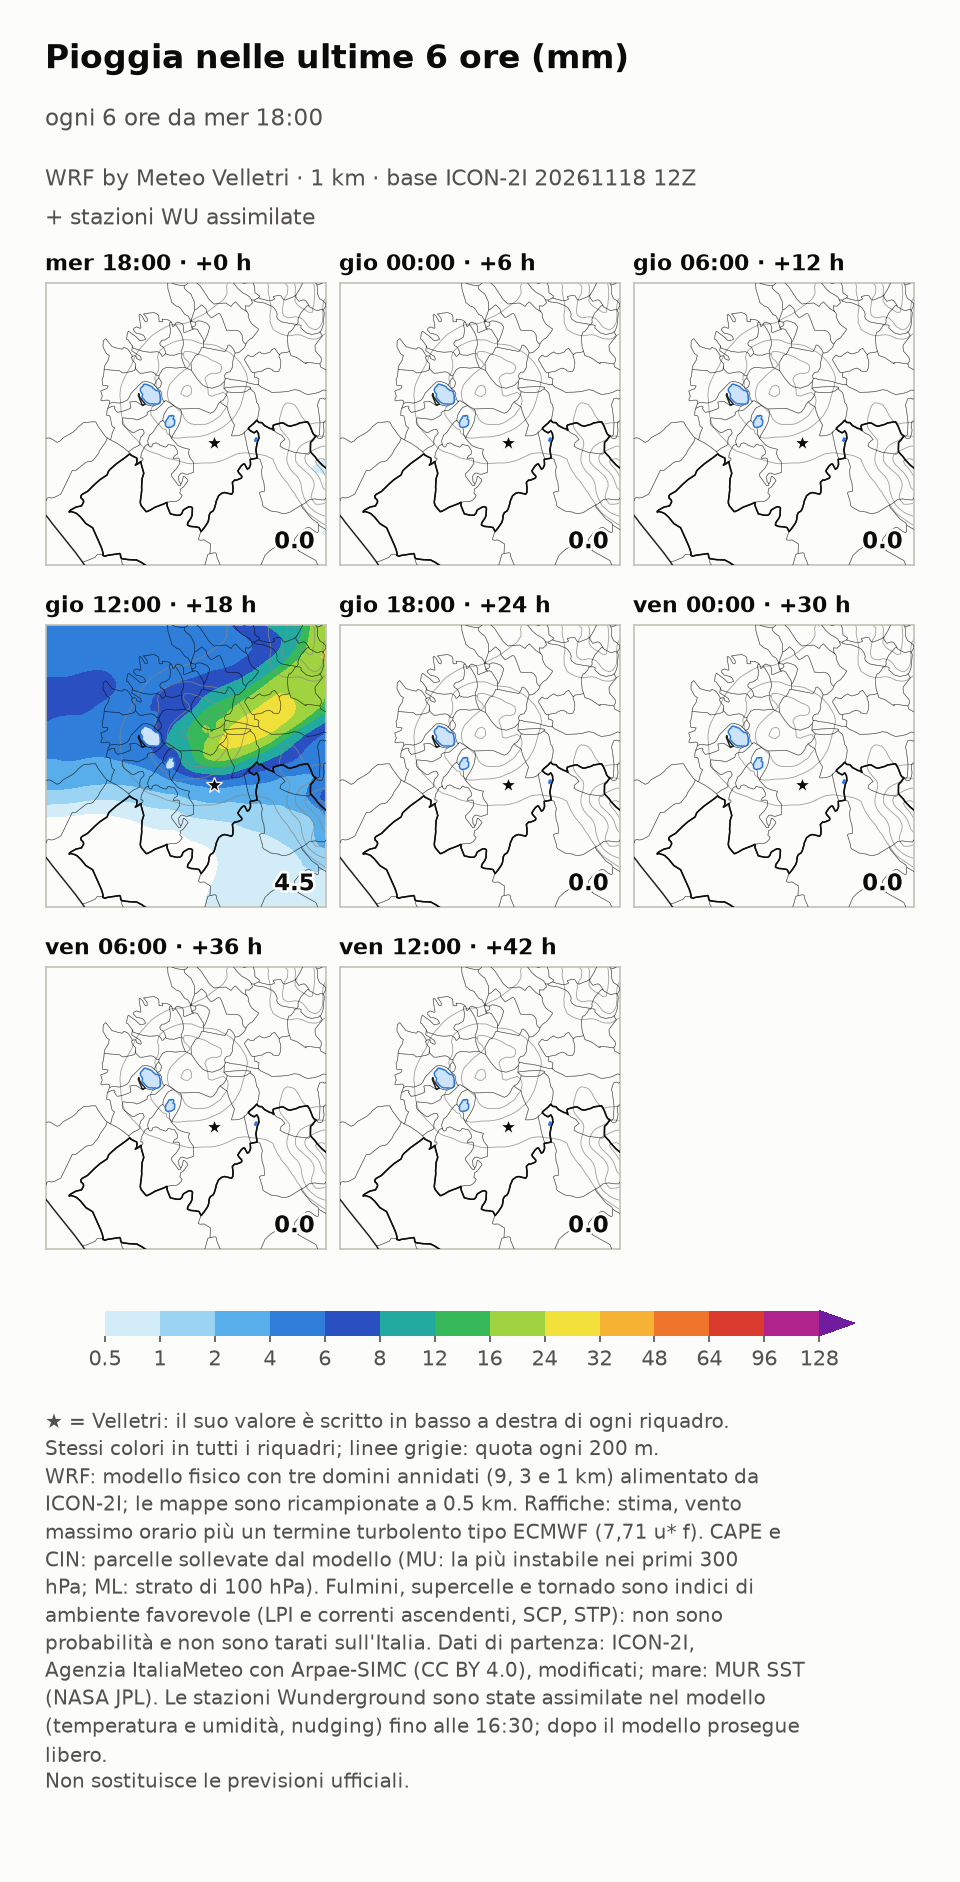 Pioggia nelle ultime 6 ore (mm)
ogni 6 ore da mer 18:00
WRF by Meteo Velletri · 1 km · base ICON-2I 20261118 12Z
+ stazioni WU assimilate
mer 18:00 · +0 h
gio 00:00 · +6 h
gio 06:00 · +12 h
0.0
0.0
0.0
gio 12:00 · +18 h
gio 18:00 · +24 h
ven 00:00 · +30 h
4.5
0.0
0.0
ven 06:00 · +36 h
ven 12:00 · +42 h
0.0
0.0
0.5 1 2 4 6 8 12 16 24 32 48 64 96 128
★ = Velletri: il suo valore è scritto in basso a destra di ogni riquadro.
Stessi colori in tutti i riquadri; linee grigie: quota ogni 200 m.
WRF: modello fisico con tre domini annidati (9, 3 e 1 km) alimentato da
ICON-2I; le mappe sono ricampionate a 0.5 km. Raffiche: stima, vento
massimo orario più un termine turbolento tipo ECMWF (7,71 u* f). CAPE e
CIN: parcelle sollevate dal modello (MU: la più instabile nei primi 300
hPa; ML: strato di 100 hPa). Fulmini, supercelle e tornado sono indici di
ambiente favorevole (LPI e correnti ascendenti, SCP, STP): non sono
probabilità e non sono tarati sull'Italia. Dati di partenza: ICON-2I,
Agenzia ItaliaMeteo con Arpae-SIMC (CC BY 4.0), modificati; mare: MUR SST
(NASA JPL). Le stazioni Wunderground sono state assimilate nel modello
(temperatura e umidità, nudging) fino alle 16:30; dopo il modello prosegue
libero.
Non sostituisce le previsioni ufficiali.